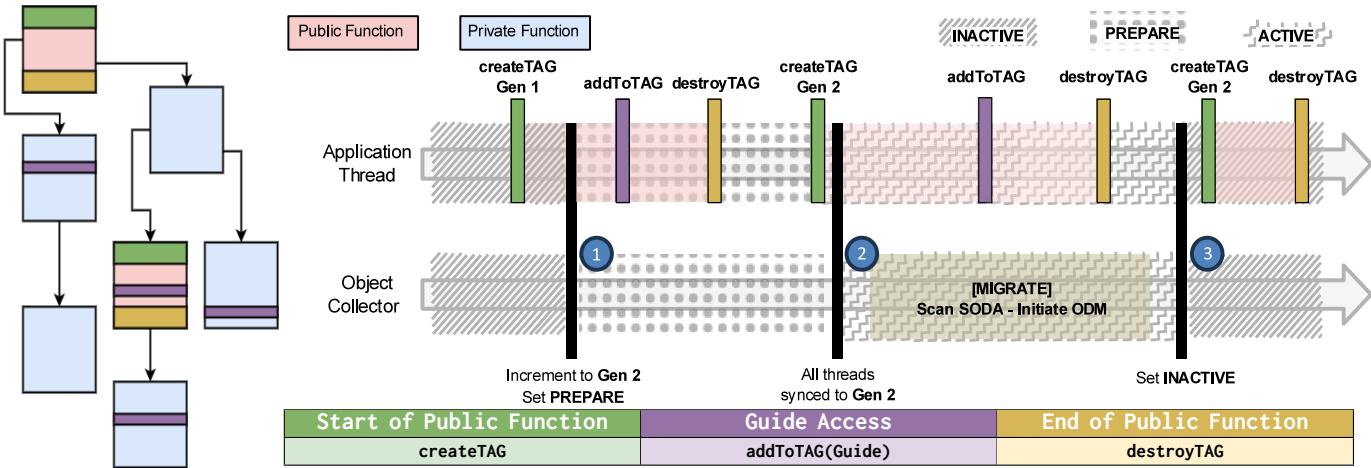 Public Function
Private Function
INACTIVE
PREPARE
ACTIVE
createTAG
Gen 1
addToTAG
destroyTAG
createTAG
Gen 2
addToTAG
destroyTAG
createTAG
Gen 2
destroyTAG
Application
Thread
1
2
3
Object
Collector
[MIGRATE]
Scan SODA - Initiate ODM
Increment to Gen 2
Set PREPARE
All threads
synced to Gen 2
Set INACTIVE
Start of Public Function
Guide Access
End of Public Function
createTAG
addToTAG(Guide)
destroyTAG